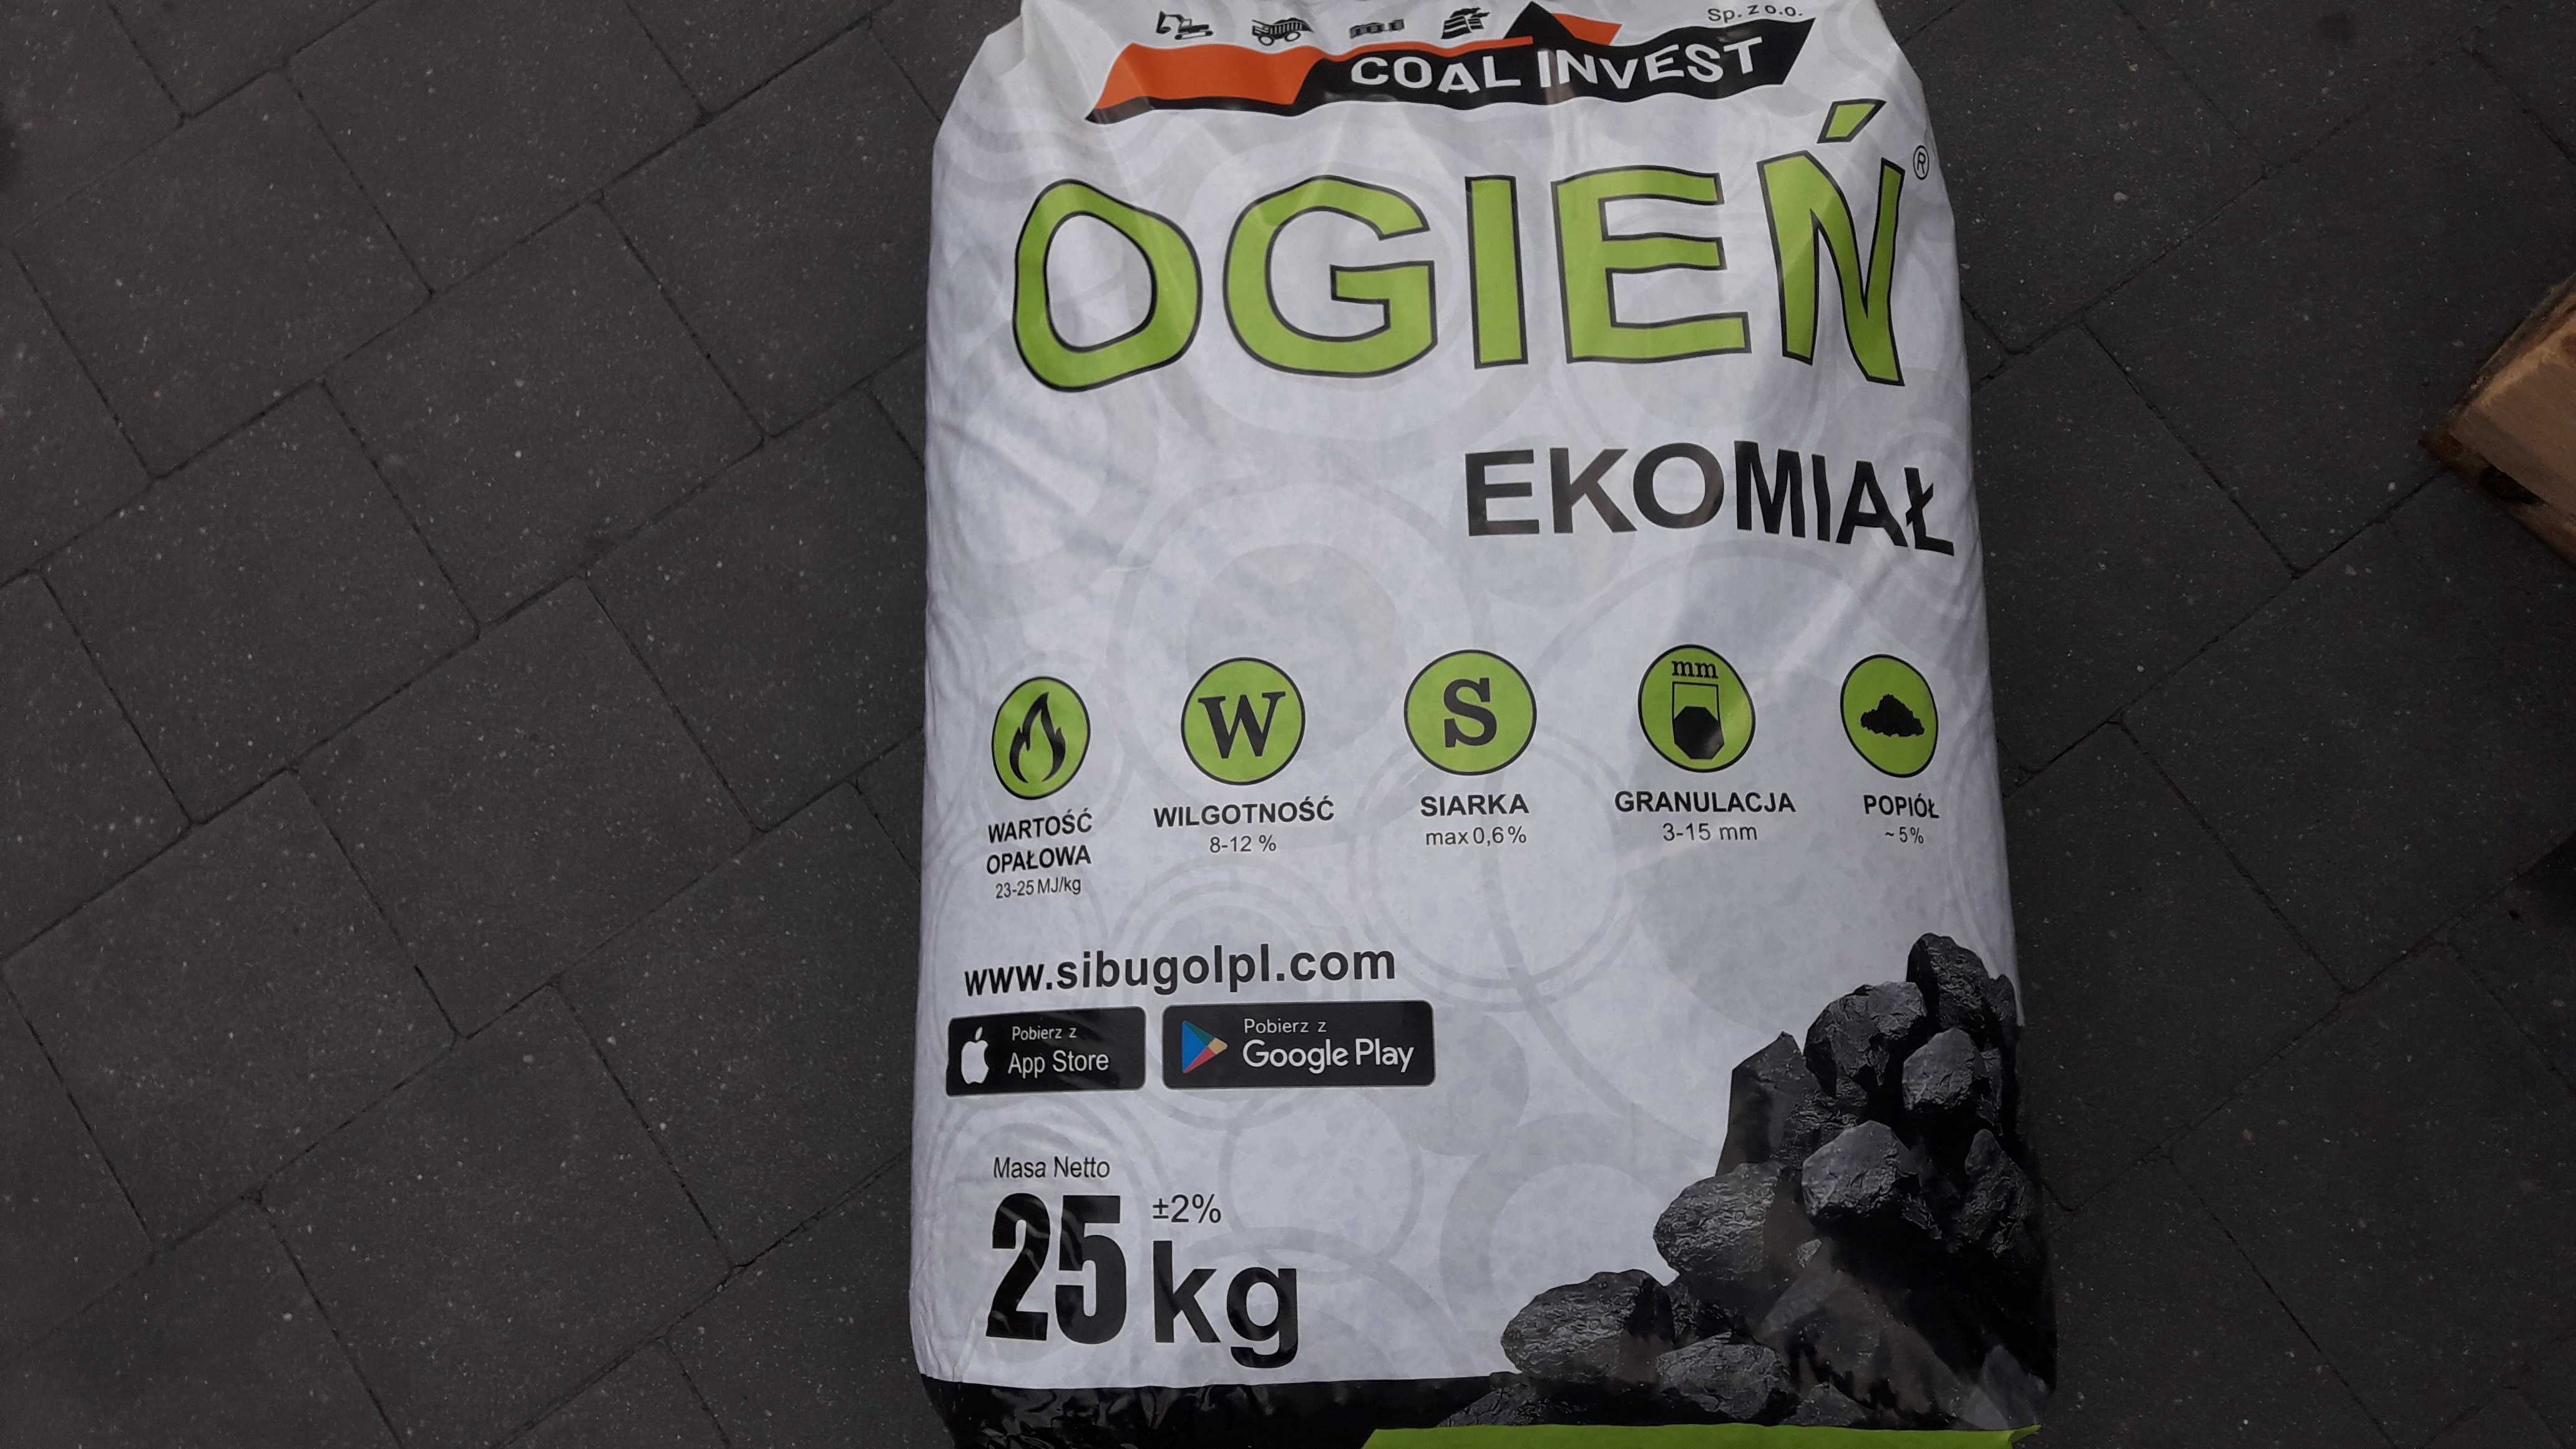 Sp. z o.o.
COAL INVEST
OGIEŃ®
EKOMIAŁ
mm
W
S
WARTOŚĆ
OPAŁOWA
23-25 MJ/kg
WILGOTNOŚĆ
8-12 %
SIARKA
max 0,6%
GRANULACJA
3-15 mm
POPIÓŁ
~5%
www.sibugolpl.com
Pobierz z
App Store
Pobierz z
Google Play
Masa Netto
25 kg ±2%